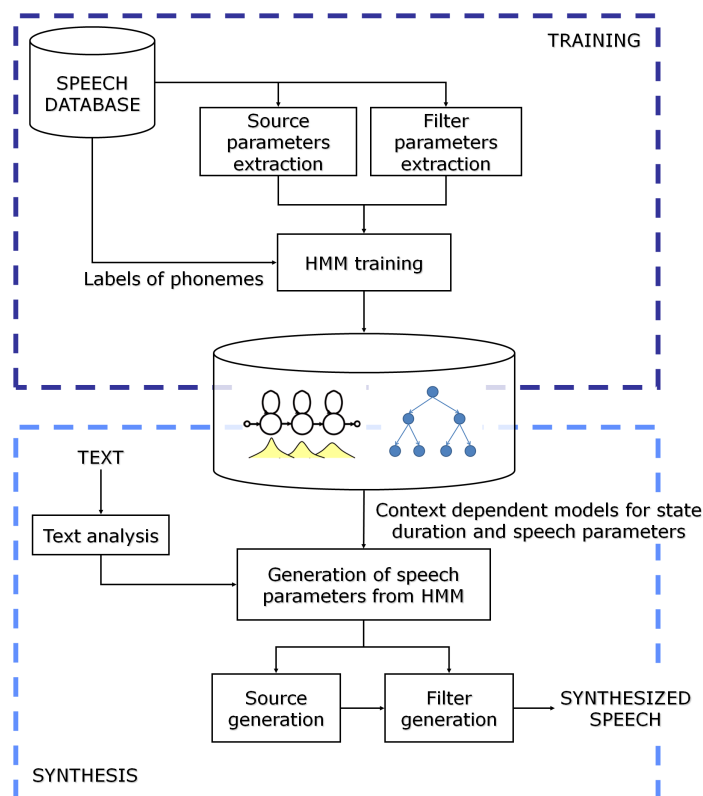 TRAINING
SPEECH
DATABASE
Source
parameters
extraction
Filter
parameters
extraction
HMM training
Labels of phonemes
TEXT
Context dependent models for state
duration and speech parameters
Text analysis
Generation of speech
parameters from HMM
Source
generation
Filter
generation
SYNTHESIZED
SPEECH
SYNTHESIS